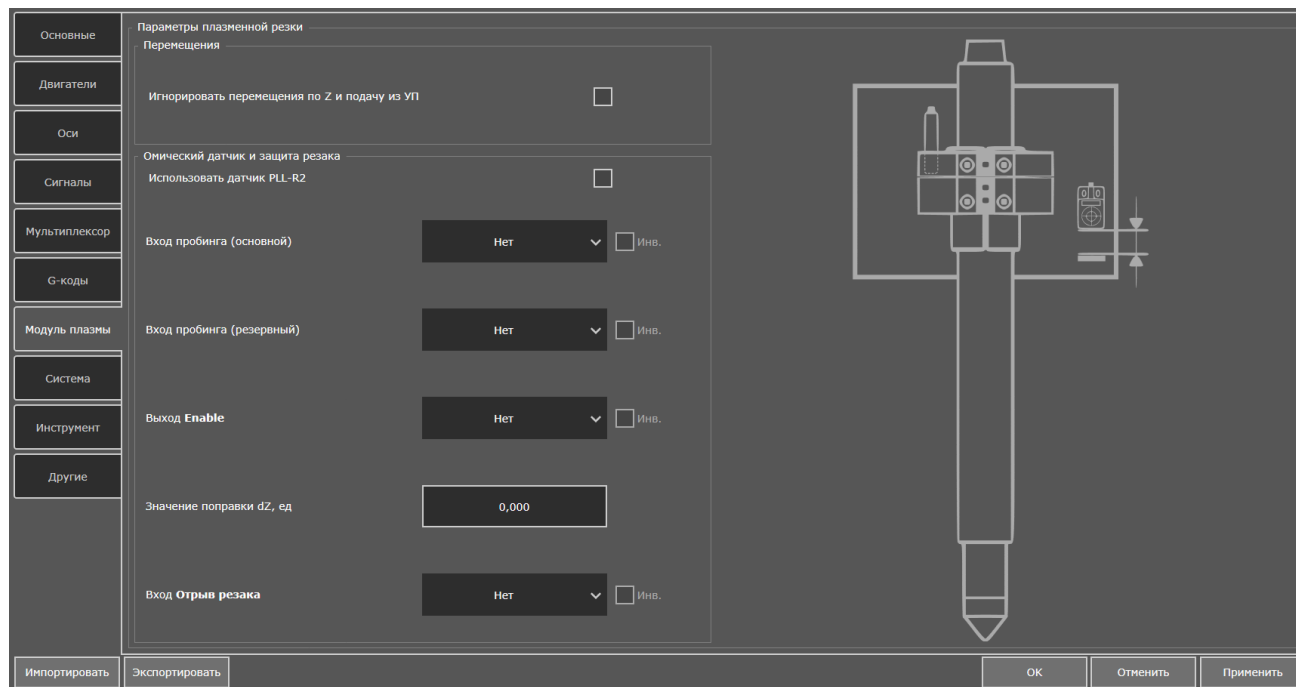 Основные
Двигатели
Оси
Сигналы
Мультиплексор
G-коды
Модуль плазмы
Система
Инструмент
Другие
Параметры плазменной резки
Перемещения
Игнорировать перемещения по Z и подачу из УП
Омический датчик и защита резака
Использовать датчик PLL-R2
Вход пробинга (основной) Нет Инв.
Вход пробинга (резервный) Нет Инв.
Выход Enable Нет Инв.
Значение поправки dZ, ед 0,000
Вход Отрыв резака Нет Инв.
Импортировать Экспортировать OK Отменить Применить